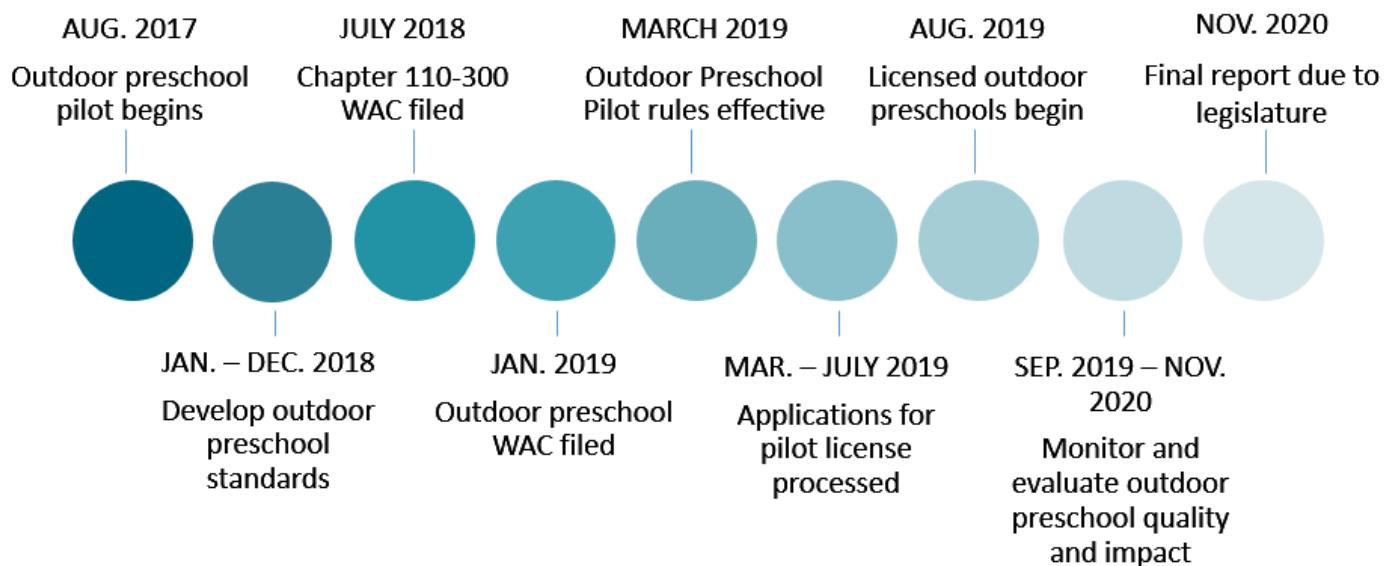 AUG. 2017
Outdoor preschool
pilot begins
JAN. – DEC. 2018
Develop outdoor
preschool
standards
JULY 2018
Chapter 110-300
WAC filed
JAN. 2019
Outdoor preschool
WAC filed
MARCH 2019
Outdoor Preschool
Pilot rules effective
MAR. – JULY 2019
Applications for
pilot license
processed
AUG. 2019
Licensed outdoor
preschools begin
SEP. 2019 – NOV.
2020
Monitor and
evaluate outdoor
preschool quality
and impact
NOV. 2020
Final report due to
legislature